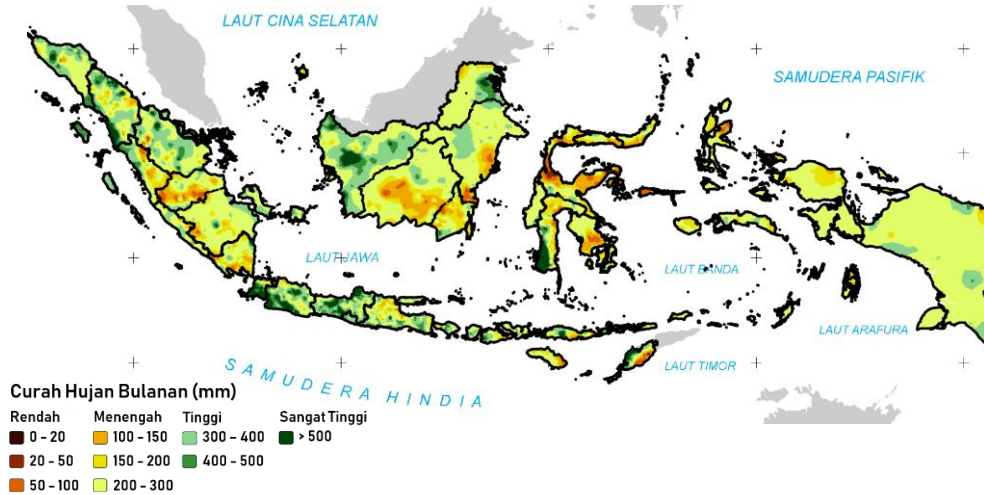 LAUT CINA SELATAN
SAMUDERA PASIFIK
LAUT JAWA
LAUT BANDA
LAUT ARAFURA
LAUT TIMOR
SAMUDERA HINDIA
Curah Hujan Bulanan (mm)
Rendah Menengah Tinggi Sangat Tinggi
0 - 20 100 - 150 300 - 400 > 500
20 - 50 150 - 200 400 - 500
50 - 100 200 - 300